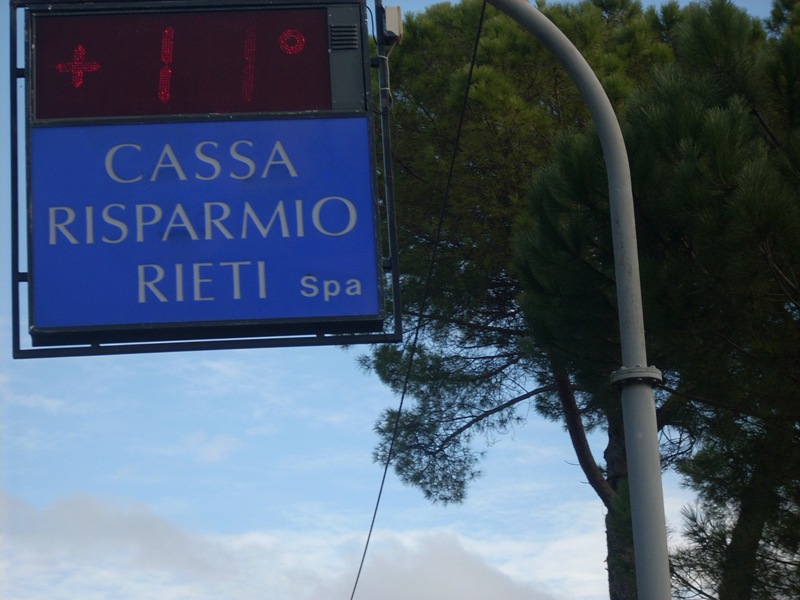 +11°
CASSA
RISPARMIO
RIETI Spa